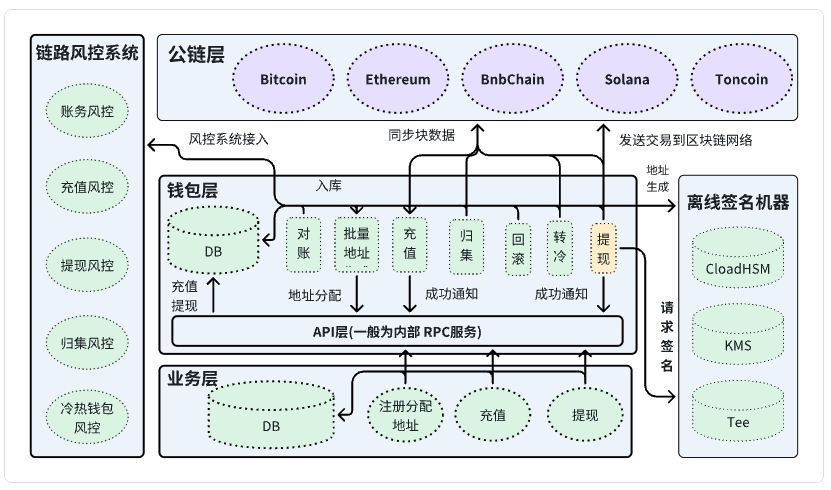 链路风控系统
账务风控
充值风控
提现风控
归集风控
冷热钱包
风控
公链层
Bitcoin
Ethereum
BnbChain
Solana
Toncoin
风控系统接入
同步块数据
发送交易到区块链网络
地址
生成
钱包层
入库
DB
对
账
批量
地址
充
值
归
集
回
滚
转
冷
提
现
充值
提现
地址分配
成功通知
成功通知
API层(一般为内部 RPC服务)
请
求
签
名
离线签名机器
CloadHSM
KMS
Tee
业务层
DB
注册分配
地址
充值
提现